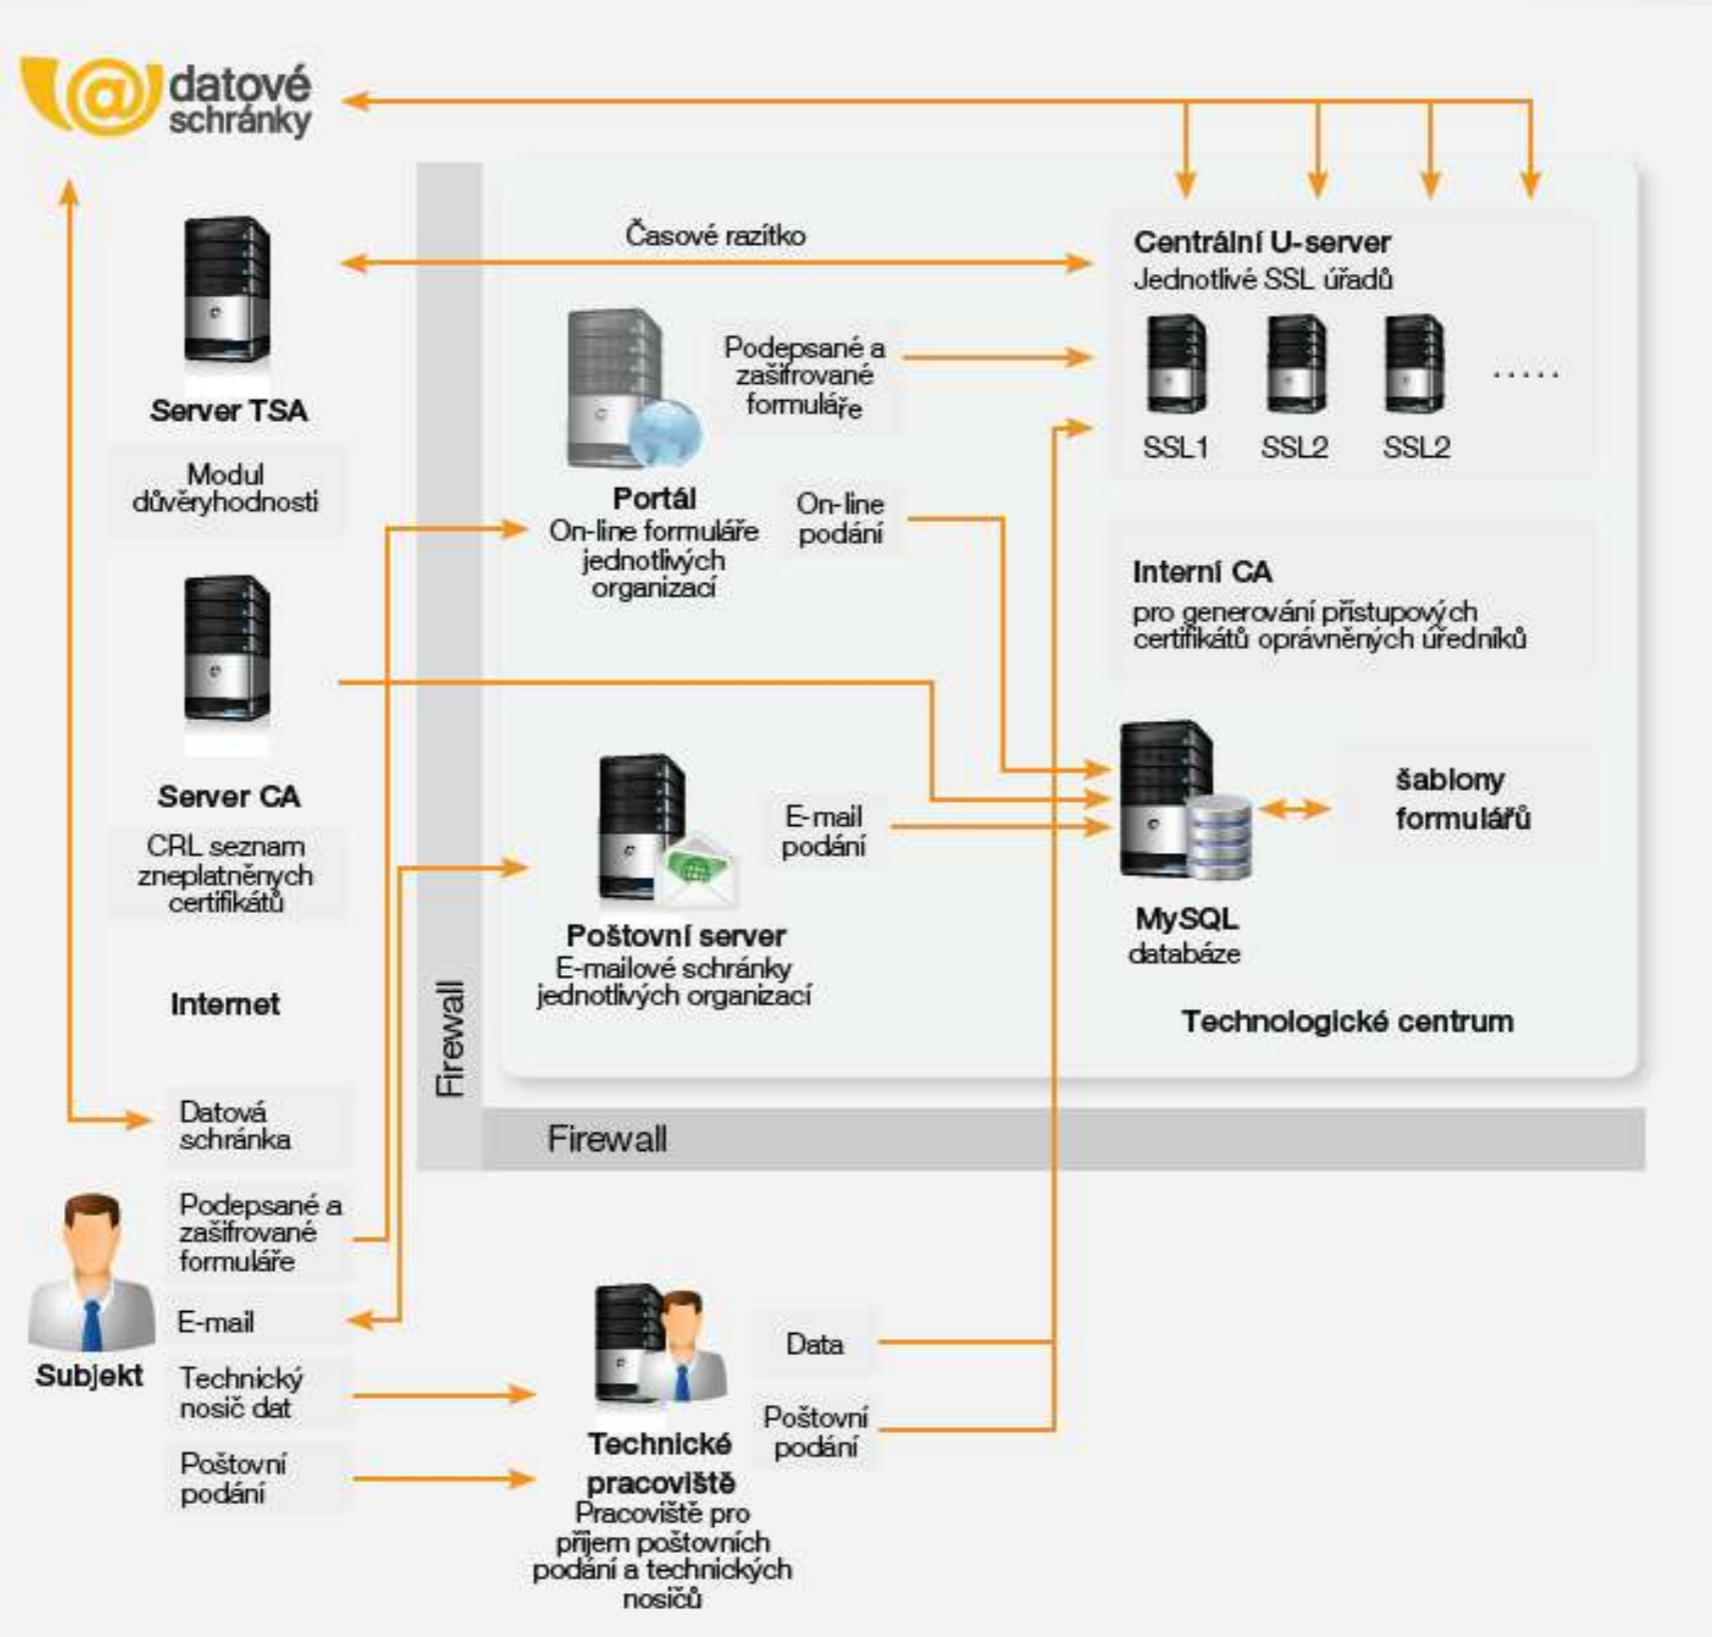 datové
schránky
Server TSA
Modul
důvěryhodnosti
Server CA
CRL seznam
zneplatněných
certifikátů
Internet
Firewall
Časové razítko
Podepsané a
zašifrované
formuláře
Portál
On-line formuláře
jednotlivých
organizací
On-line
podání
Poštovní server
E-mailové schránky
jednotlivých organizací
E-mail
podání
Centrální U-server
Jednotlivé SSL úřadů
SSL1
SSL2
SSL2
.....
Interní CA
pro generování přístupových
certifikátů oprávněných úředníků
MySQL
databáze
šablony
formulářů
Technologické centrum
Firewall
Subjekt
Datová
schránka
Podepsané a
zašifrované
formuláře
E-mail
Technický
nosič dat
Poštovní
podání
Technické
pracoviště
Pracoviště pro
příjem poštovních
podání a technických
nosičů
Data
Poštovní
podání